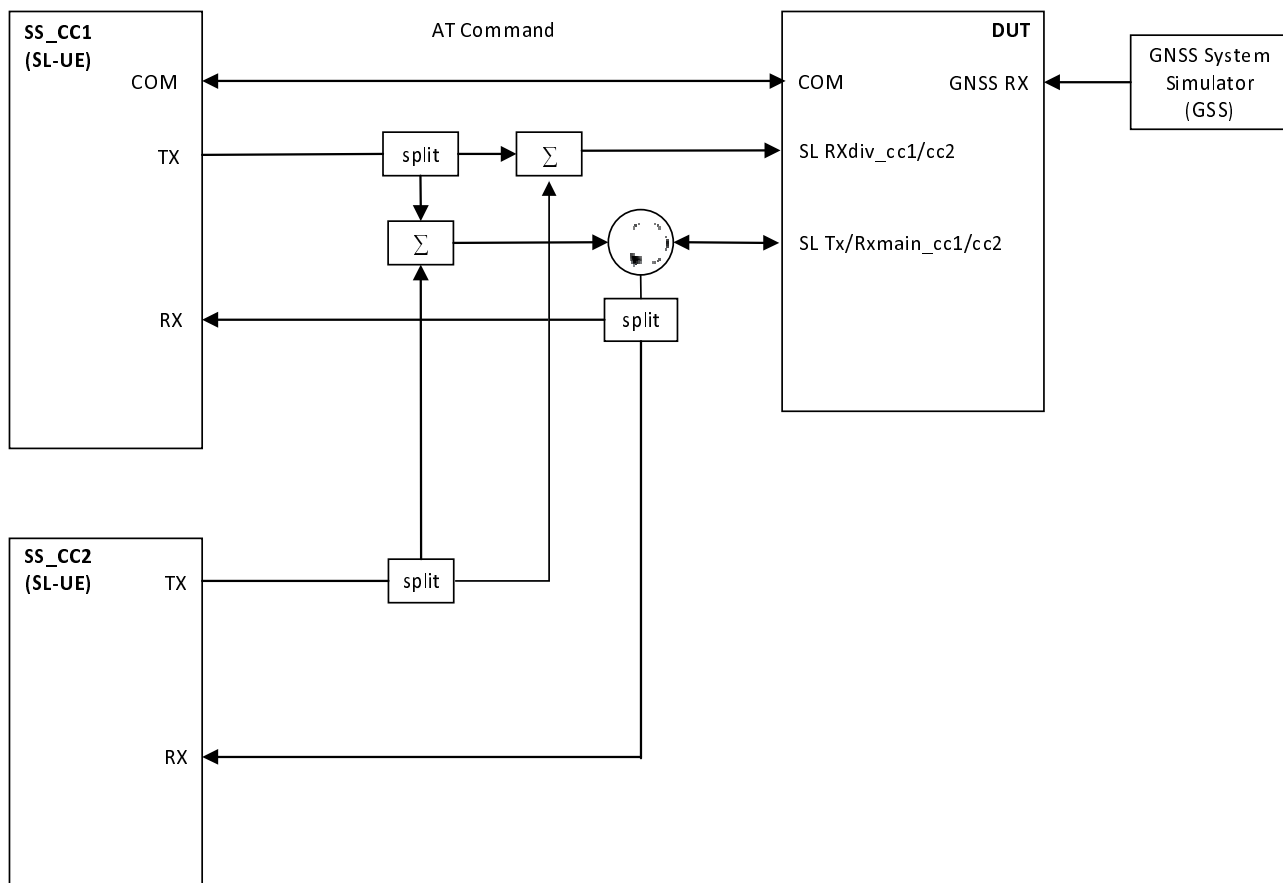 SS_CC1
(SL-UE)
AT Command
DUT
GNSS System
Simulator
(GSS)
COM
COM
GNSS RX
TX
split
∑
SL RXdiv_cc1/cc2
∑
SL Tx/Rxmain_cc1/cc2
RX
split
SS_CC2
(SL-UE)
TX
split
RX